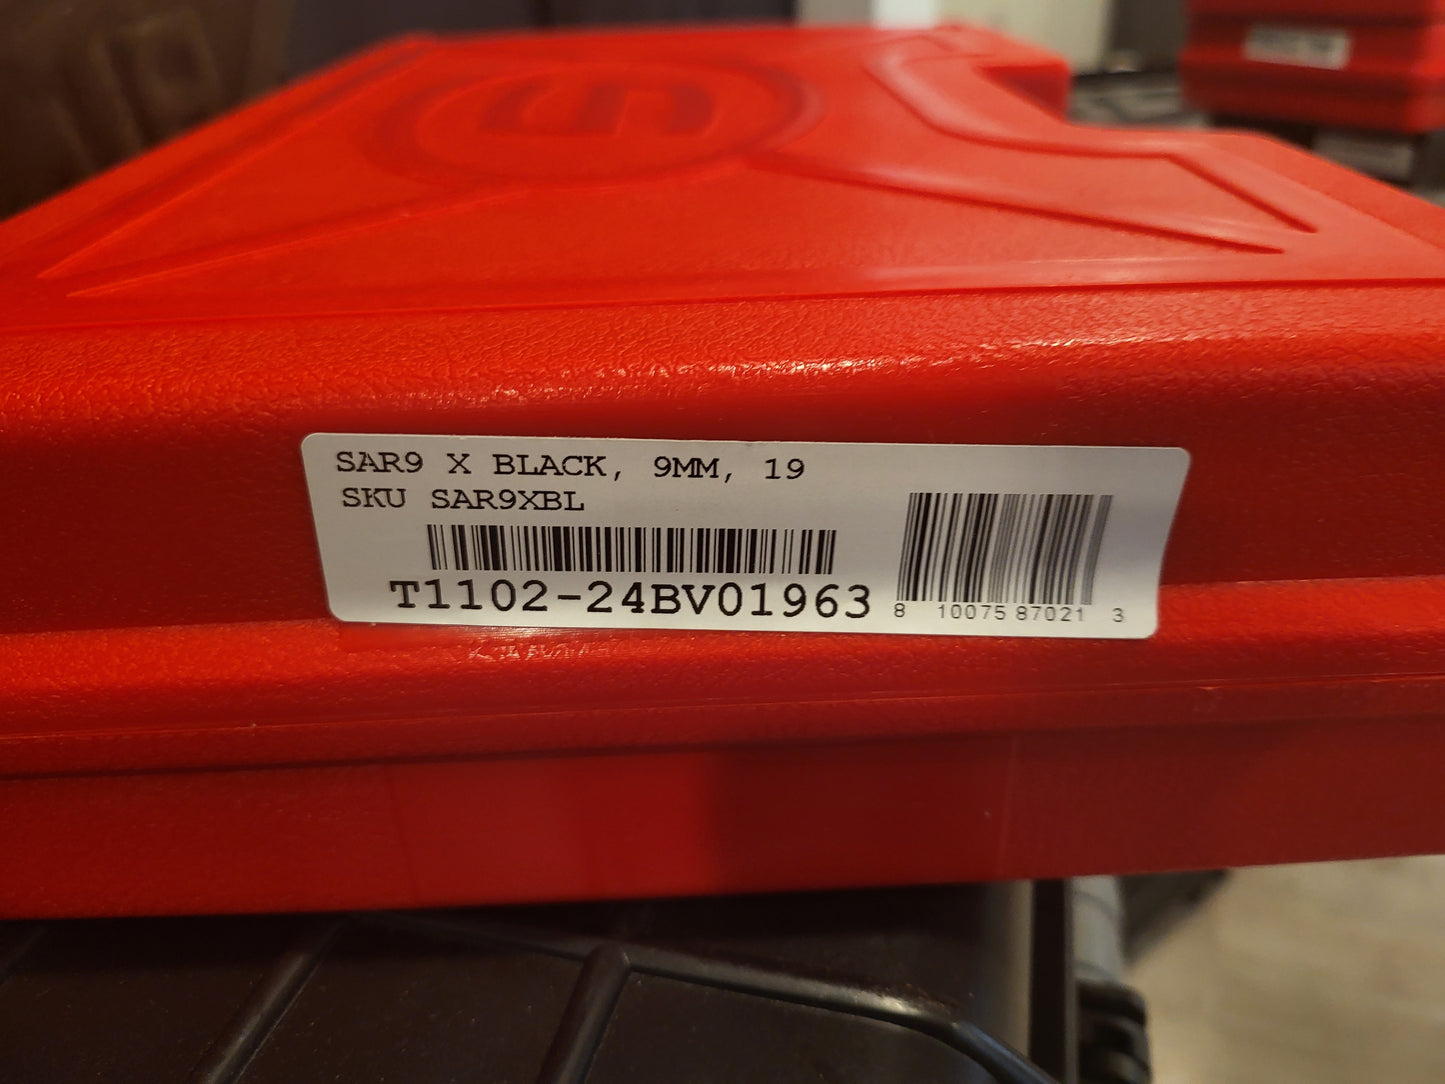 SAR9 X BLACK, 9MM, 19
SKU SAR9XBL
T1102-24BV01963
8 10075 87021 3